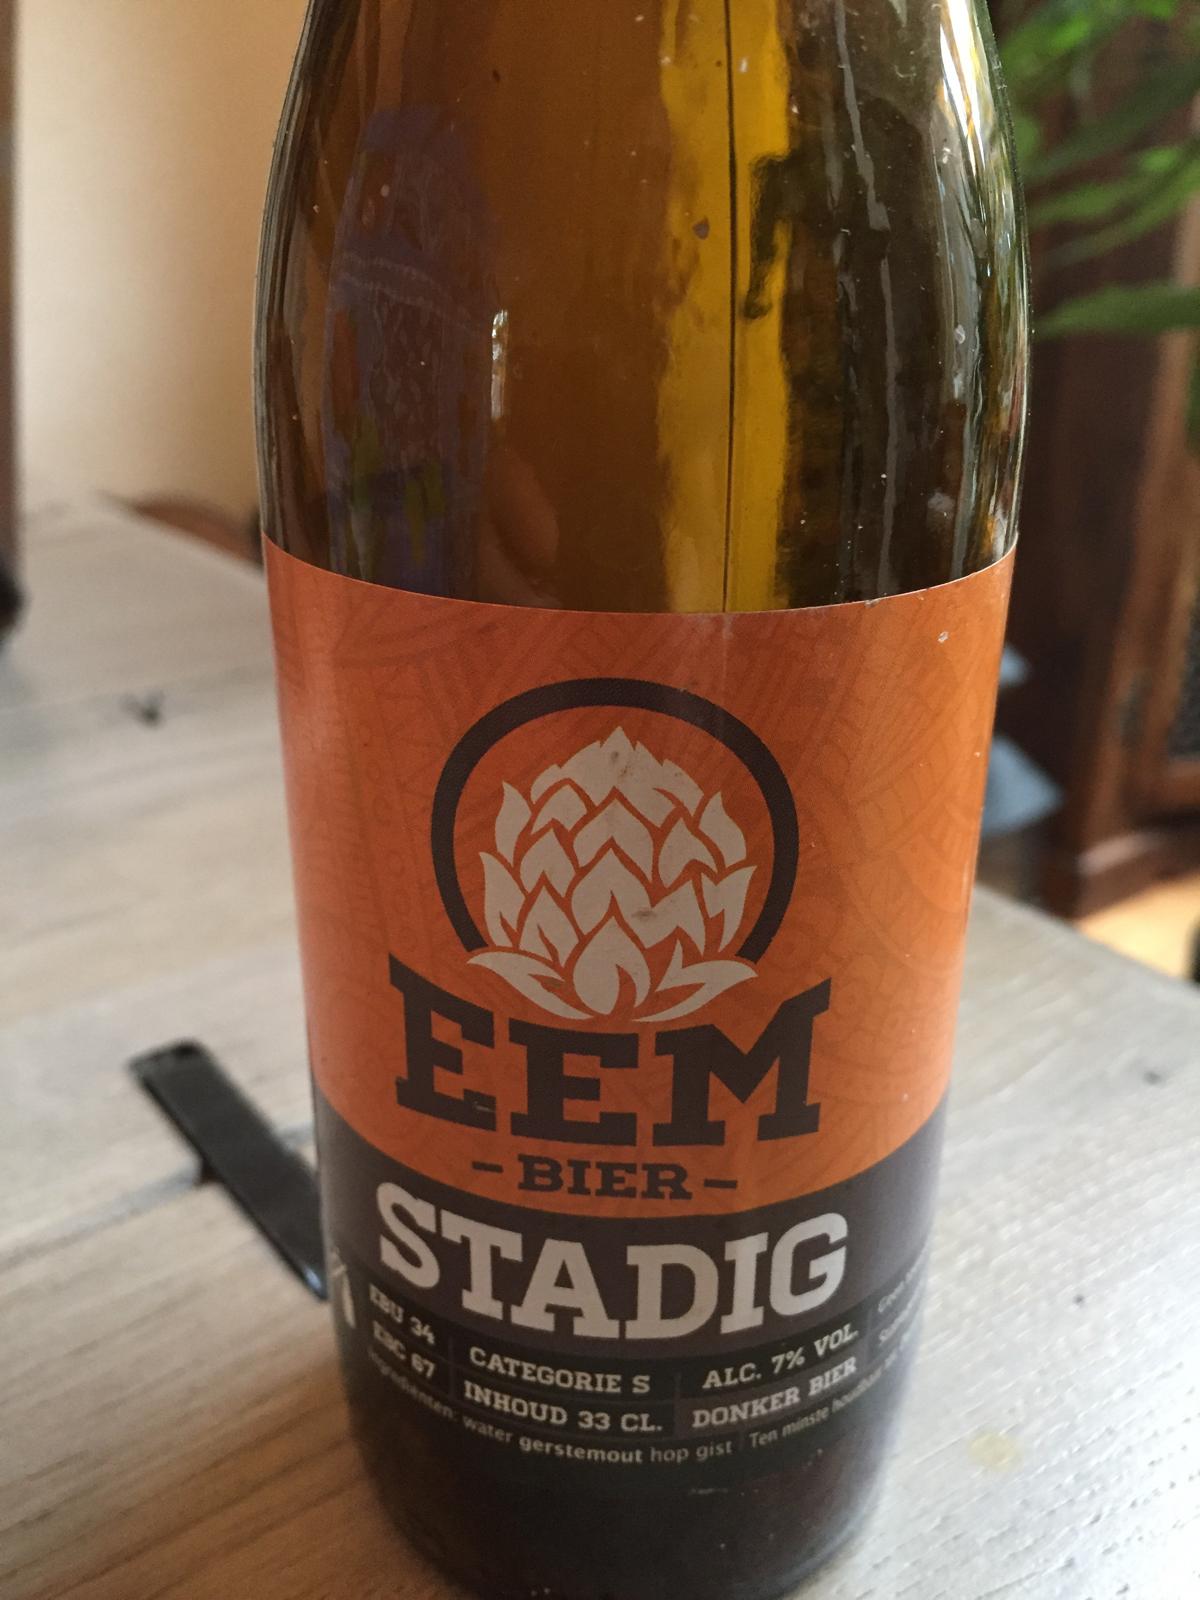 EEM
- BIER -
STADIG
EBU 34
EBC 67
CATEGORIE S
INHOUD 33 CL.
ALC. 7% VOL.
DONKER BIER
Ingrediënten: water gerstemout hop gist | Ten minste houdbaar